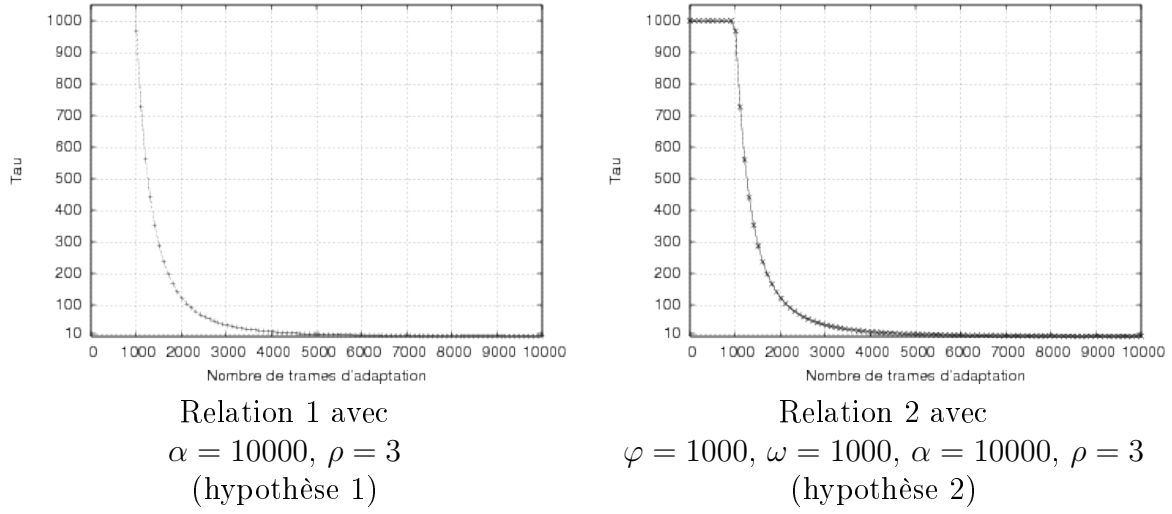 1000
900
800
700
600
500
400
300
200
100
10
Tau
0 1000 2000 3000 4000 5000 6000 7000 8000 9000 10000
Nombre de trames d'adaptation
Relation 1 avec
α = 10000, ρ = 3
(hypothèse 1)
1000
900
800
700
600
500
400
300
200
100
10
Tau
0 1000 2000 3000 4000 5000 6000 7000 8000 9000 10000
Nombre de trames d'adaptation
Relation 2 avec
φ = 1000, ω = 1000, α = 10000, ρ = 3
(hypothèse 2)